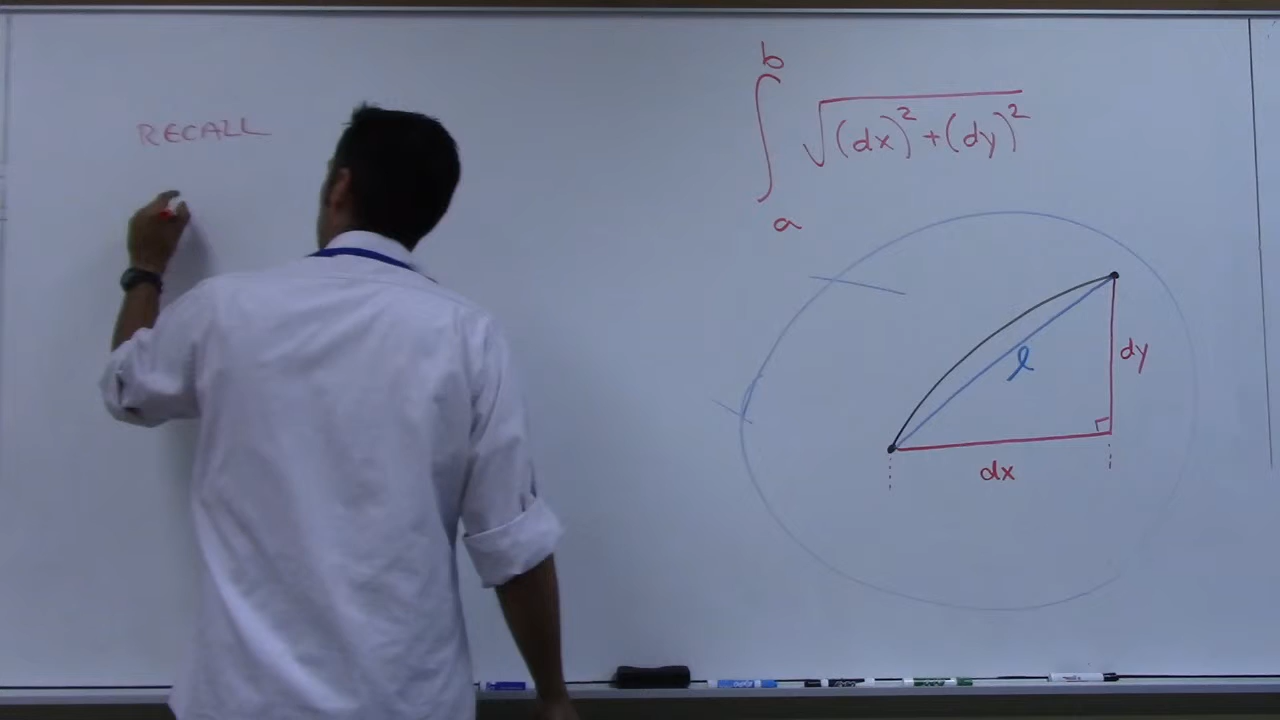 RECALL
b
∫ √(dx)² + (dy)²
a
ℓ
dy
dx